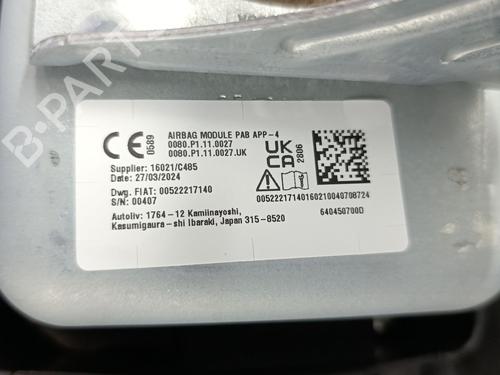 CE 0589
AIRBAG MODULE PAB APP-4
0080.P1.11.0027
0080.P1.11.0027.UK
Supplier: 16021/C485
Date: 27/03/2024
Dwg. FIAT: 00522217140
S/N: 00407
UK
CA 2806
00522217140160210040708724
Autoliv: 1764-12 Kamiinayoshi,
Kasumigaura-shi Ibaraki, Japan 315-8520
640450700D
B-PARTS